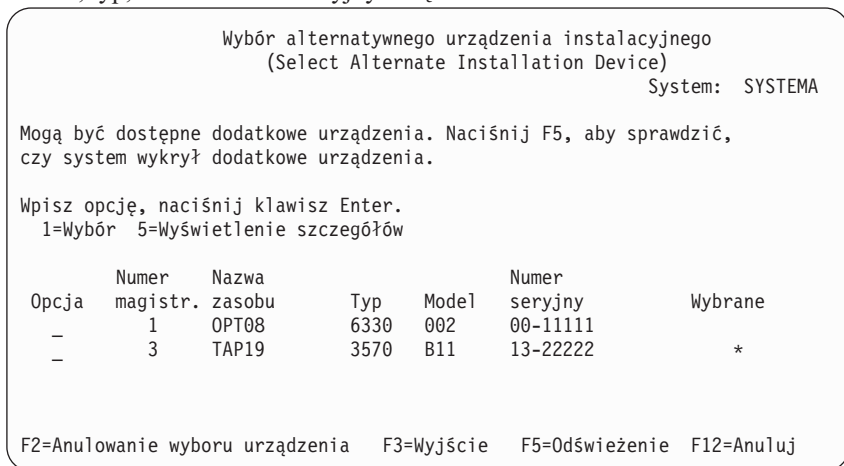 Wybór alternatywnego urządzenia instalacyjnego
(Select Alternate Installation Device)
System: SYSTEMA
Mogą być dostępne dodatkowe urządzenia. Naciśnij F5, aby sprawdzić,
czy system wykrył dodatkowe urządzenia.
Wpisz opcję, naciśnij klawisz Enter.
1=Wybór 5=Wyświetlenie szczegółów
Numer Nazwa Numer
Opcja magistr. zasobu Typ Model seryjny Wybrane
_ 1 OPT08 6330 002 00-11111
_ 3 TAP19 3570 B11 13-22222 *
F2=Anulowanie wyboru urządzenia F3=Wyjście F5=Odświeżenie F12=Anuluj